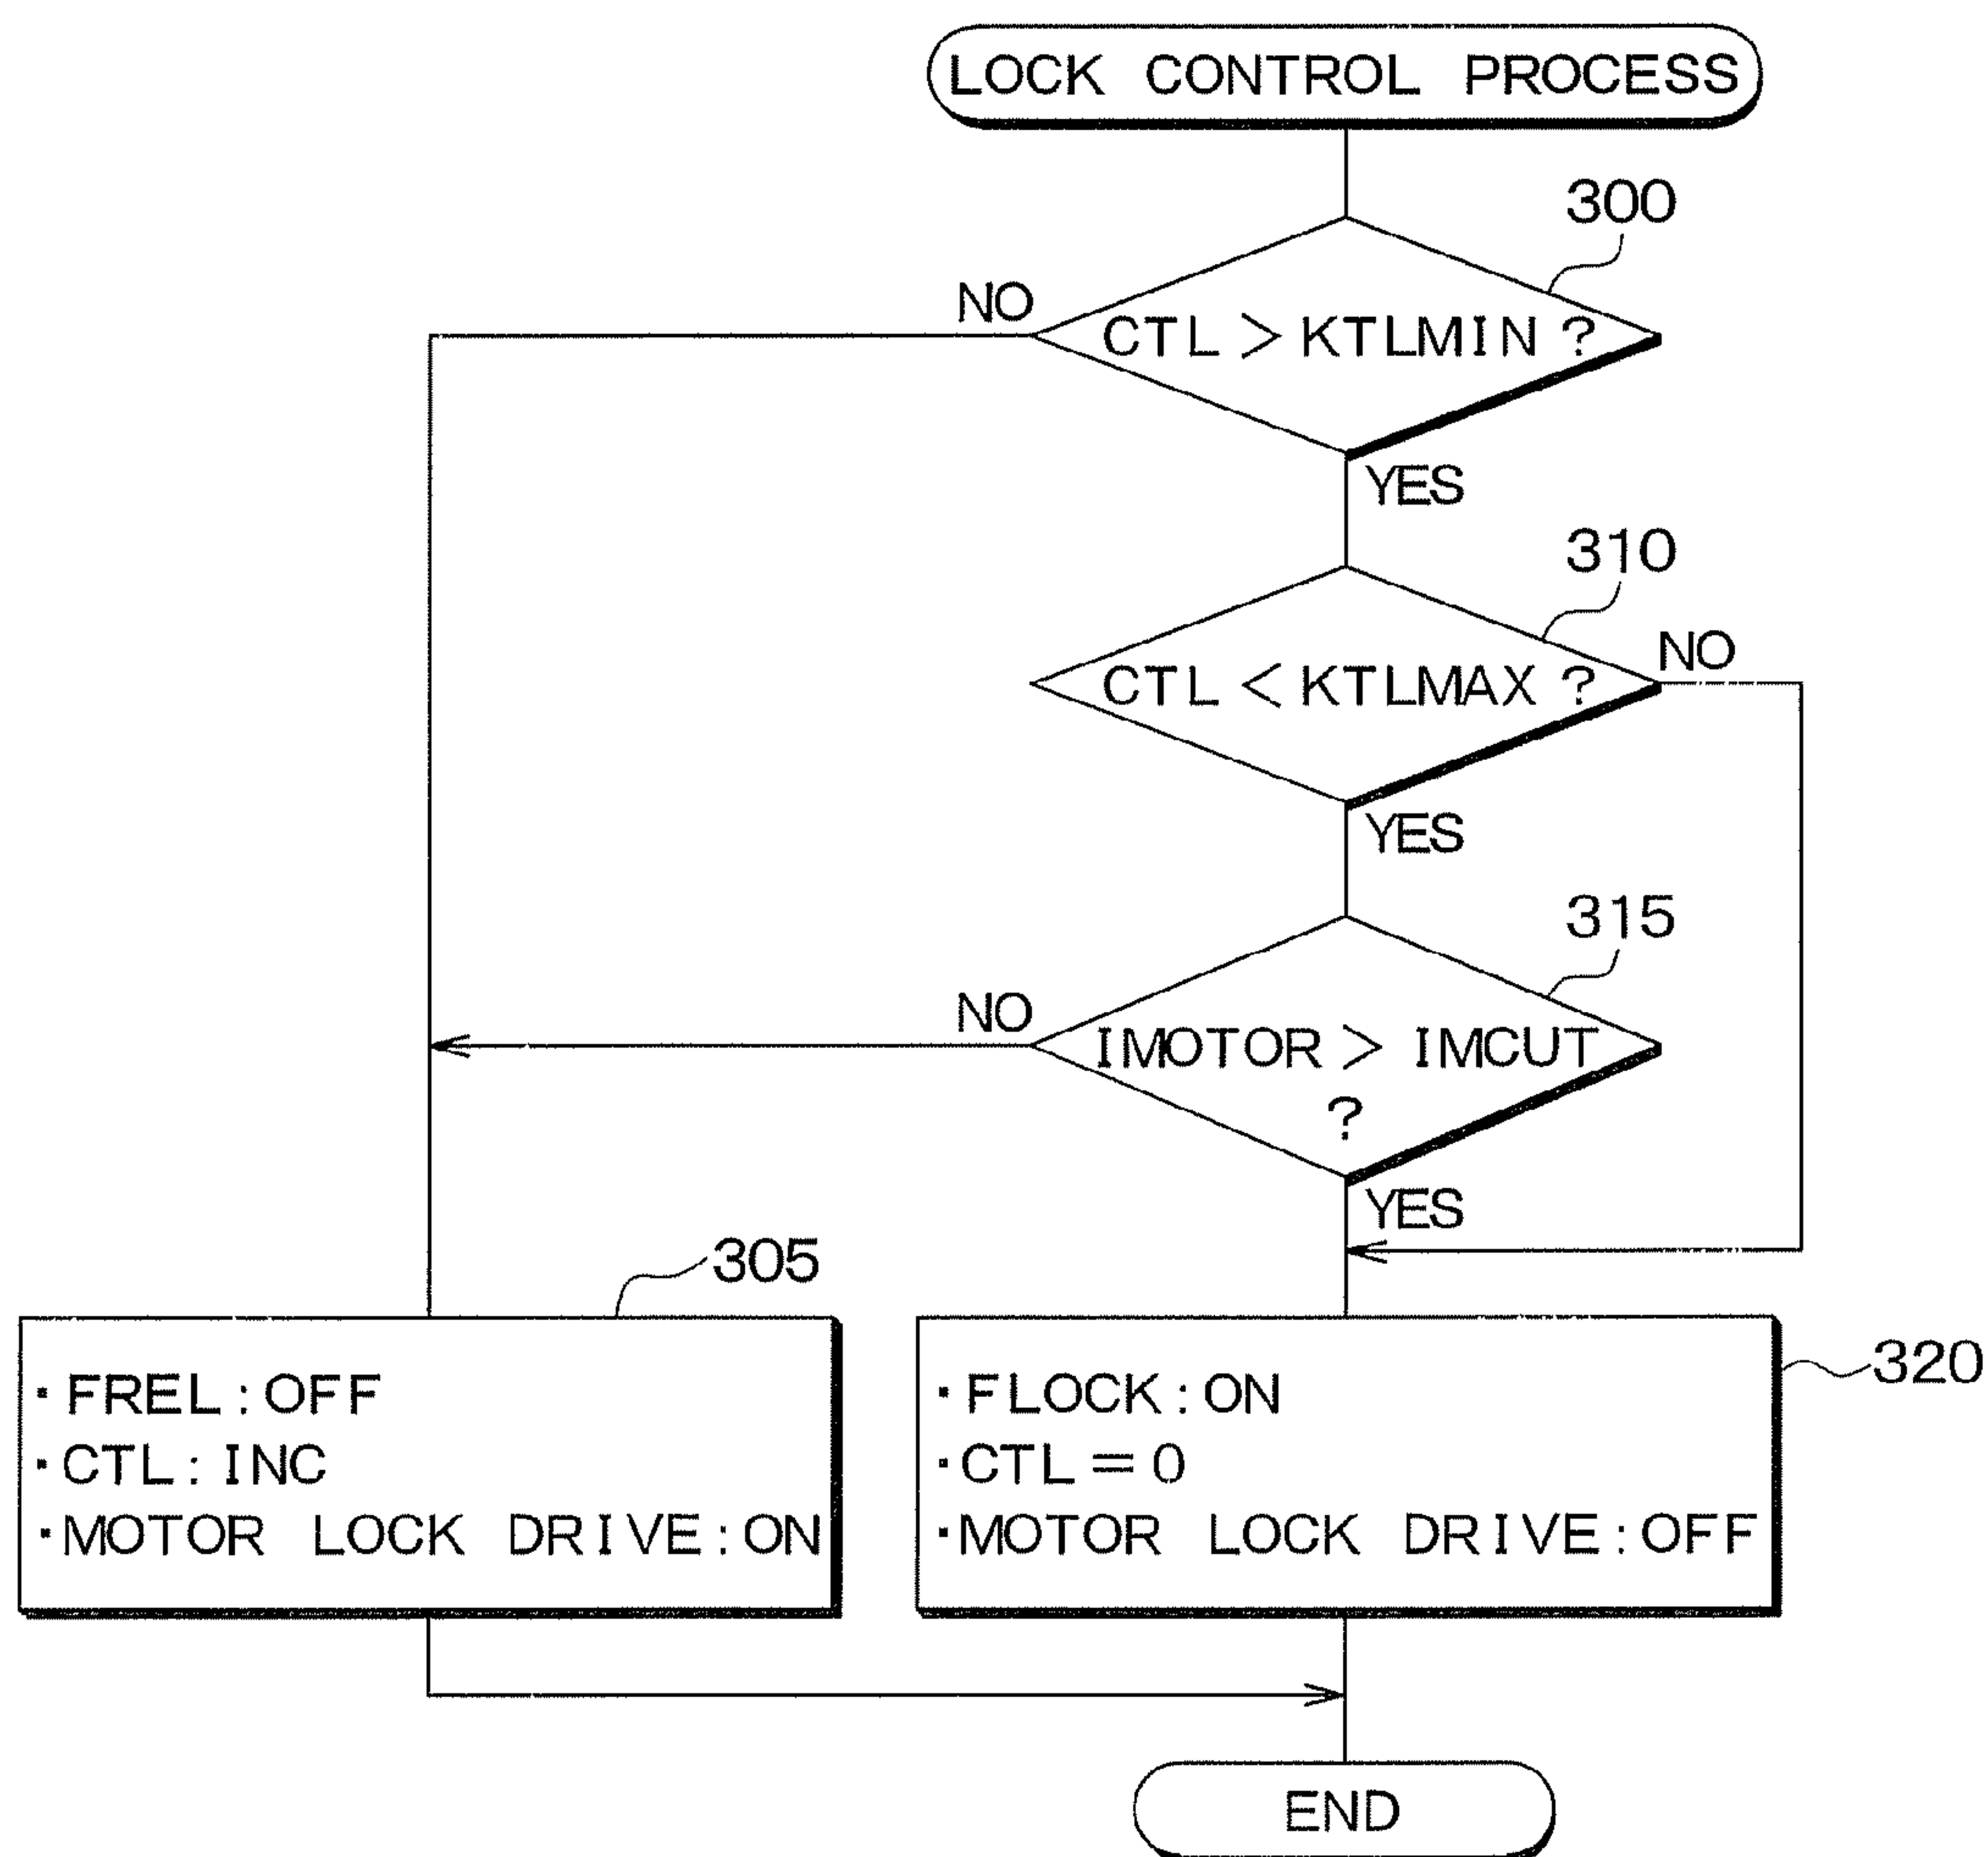 LOCK CONTROL PROCESS
300
NO
CTL > KTLMIN ?
YES
310
NO
CTL < KTLMAX ?
YES
315
NO
IMOTOR > IMCUT
?
YES
305
・FREL:OFF
・CTL:INC
・MOTOR LOCK DRIVE:ON
320
・FLOCK:ON
・CTL=0
・MOTOR LOCK DRIVE:OFF
END